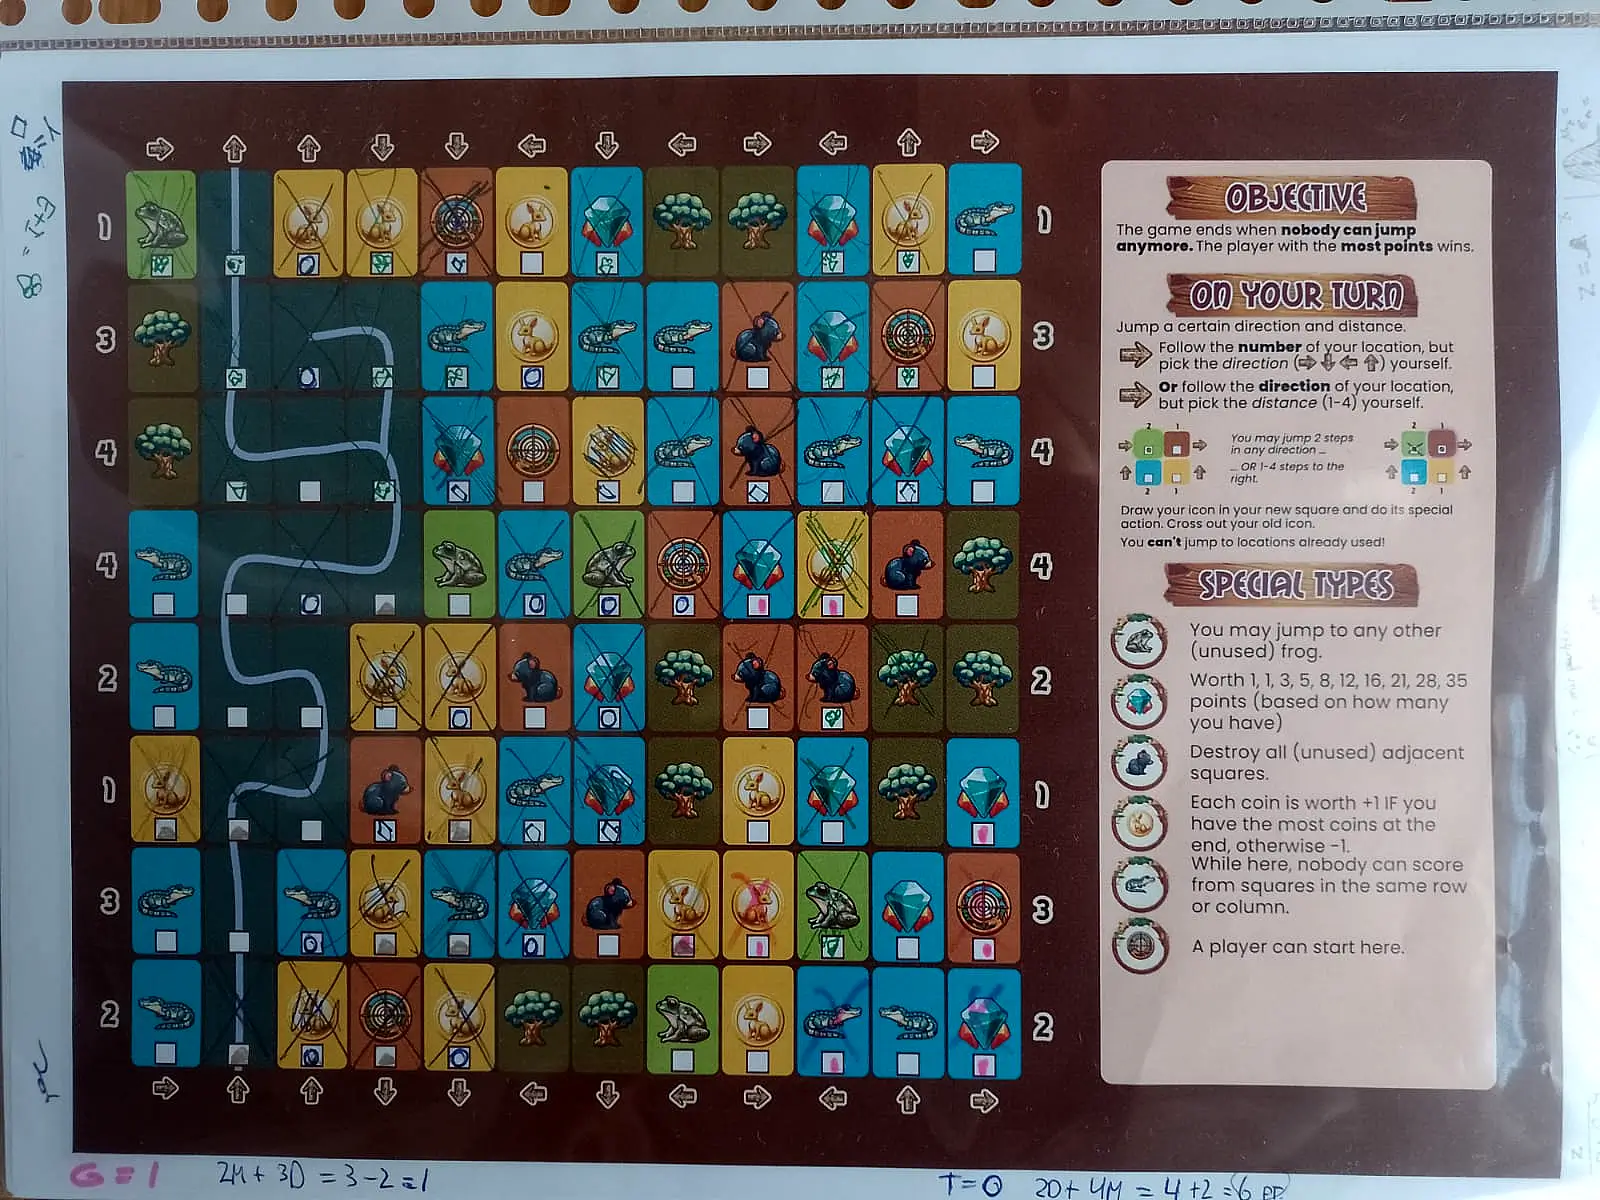 1 1
3 3
4 4
4 4
2 2
1 1
3 3
2 2
OBJECTIVE
The game ends when nobody can jump
anymore. The player with the most points wins.
ON YOUR TURN
Jump a certain direction and distance.
Follow the number of your location, but
pick the direction (⇨ ⇩ ⇦ ⇧) yourself.
Or follow the direction of your location,
but pick the distance (1-4) yourself.
2 1
You may jump 2 steps
in any direction ...
... OR 1-4 steps to the
right.
2 1
2 1
2 1
Draw your icon in your new square and do its special
action. Cross out your old icon.
You can't jump to locations already used!
SPECIAL TYPES
You may jump to any other
(unused) frog.
Worth 1, 1, 3, 5, 8, 12, 16, 21, 28, 35
points (based on how many
you have)
Destroy all (unused) adjacent
squares.
Each coin is worth +1 IF you
have the most coins at the
end, otherwise -1.
While here, nobody can score
from squares in the same row
or column.
A player can start here.
G = 1
2M + 3D = 3-2=1
T=0 2D + 4M = 4+2=6